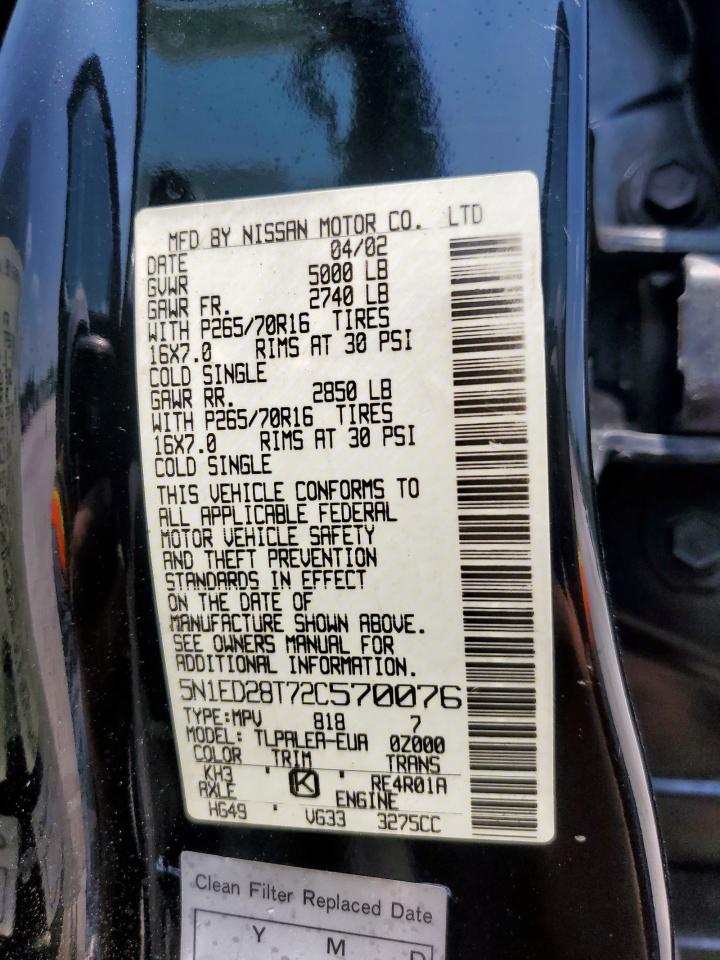 MFD BY NISSAN MOTOR CO. LTD
DATE 04/02
GVWR 5000 LB
GAWR FR. 2740 LB
WITH P265/70R16 TIRES
16X7.0 RIMS AT 30 PSI
COLD SINGLE
GAWR RR. 2850 LB
WITH P265/70R16 TIRES
16X7.0 RIMS AT 30 PSI
COLD SINGLE
THIS VEHICLE CONFORMS TO
ALL APPLICABLE FEDERAL
MOTOR VEHICLE SAFETY
AND THEFT PREVENTION
STANDARDS IN EFFECT
ON THE DATE OF
MANUFACTURE SHOWN ABOVE.
SEE OWNERS MANUAL FOR
ADDITIONAL INFORMATION.
5N1ED28T72C570076
TYPE:MPV 818 7
MODEL: TLPALEA-EUA 0Z000
COLOR TRIM TRANS
KH3 K RE4R01A
AXLE ENGINE
HG49 VG33 3275CC
Clean Filter Replaced Date
Y M D